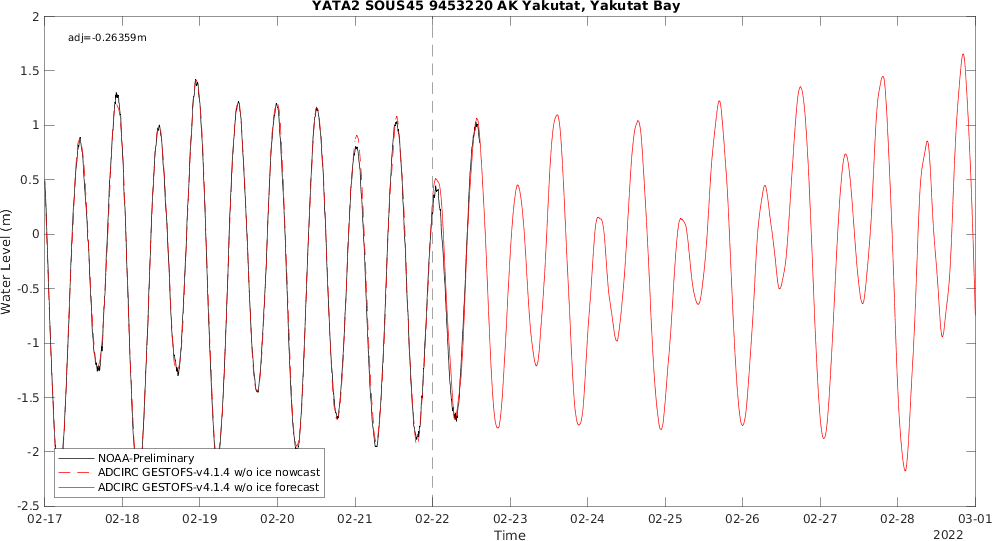 YATA2 SOUS45 9453220 AK Yakutat, Yakutat Bay
adj=-0.26359m
2
1.5
1
0.5
0
-0.5
-1
-1.5
-2
-2.5
Water Level (m)
NOAA-Preliminary
ADCIRC GESTOFS-v4.1.4 w/o ice nowcast
ADCIRC GESTOFS-v4.1.4 w/o ice forecast
02-17 02-18 02-19 02-20 02-21 02-22 02-23 02-24 02-25 02-26 02-27 02-28 03-01
Time
2022